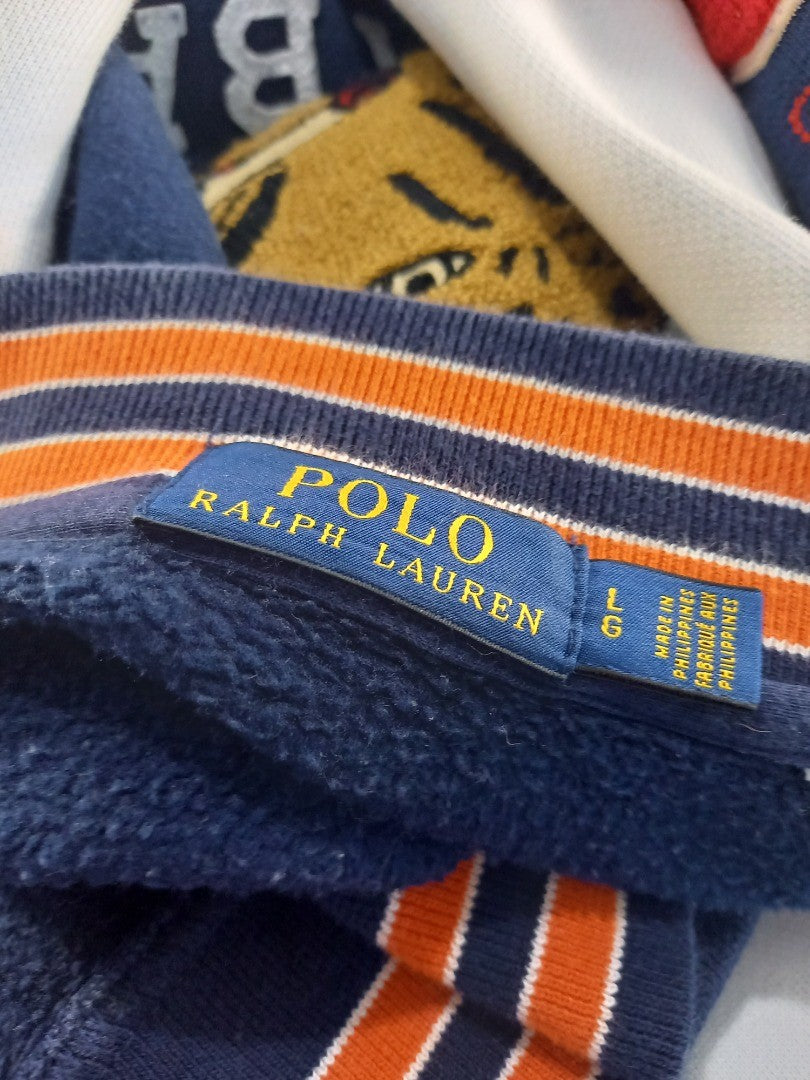 B
POLO
RALPH LAUREN
L
G
MADE IN
PHILIPPINES
FABRIQUÉ AUX
PHILIPPINES